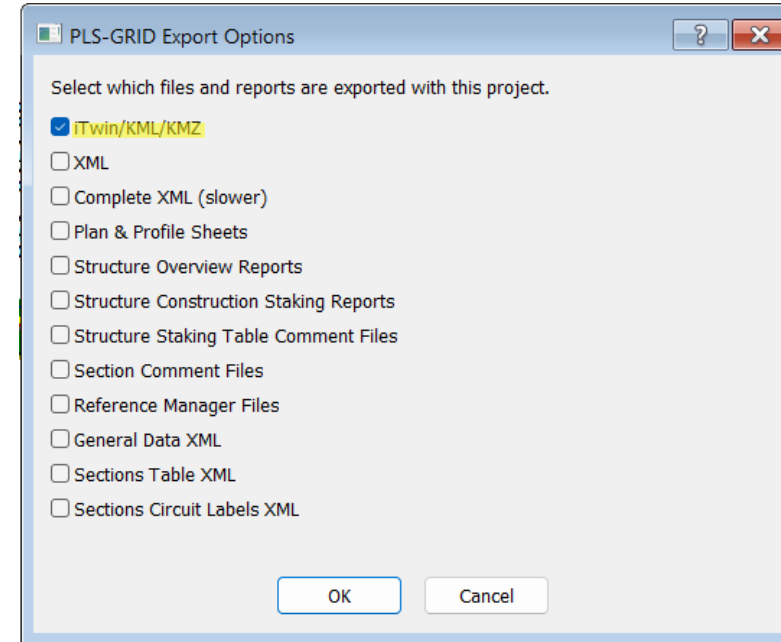 PLS-GRID Export Options
Select which files and reports are exported with this project.
iTwin/KML/KMZ
XML
Complete XML (slower)
Plan & Profile Sheets
Structure Overview Reports
Structure Construction Staking Reports
Structure Staking Table Comment Files
Section Comment Files
Reference Manager Files
General Data XML
Sections Table XML
Sections Circuit Labels XML
OK Cancel